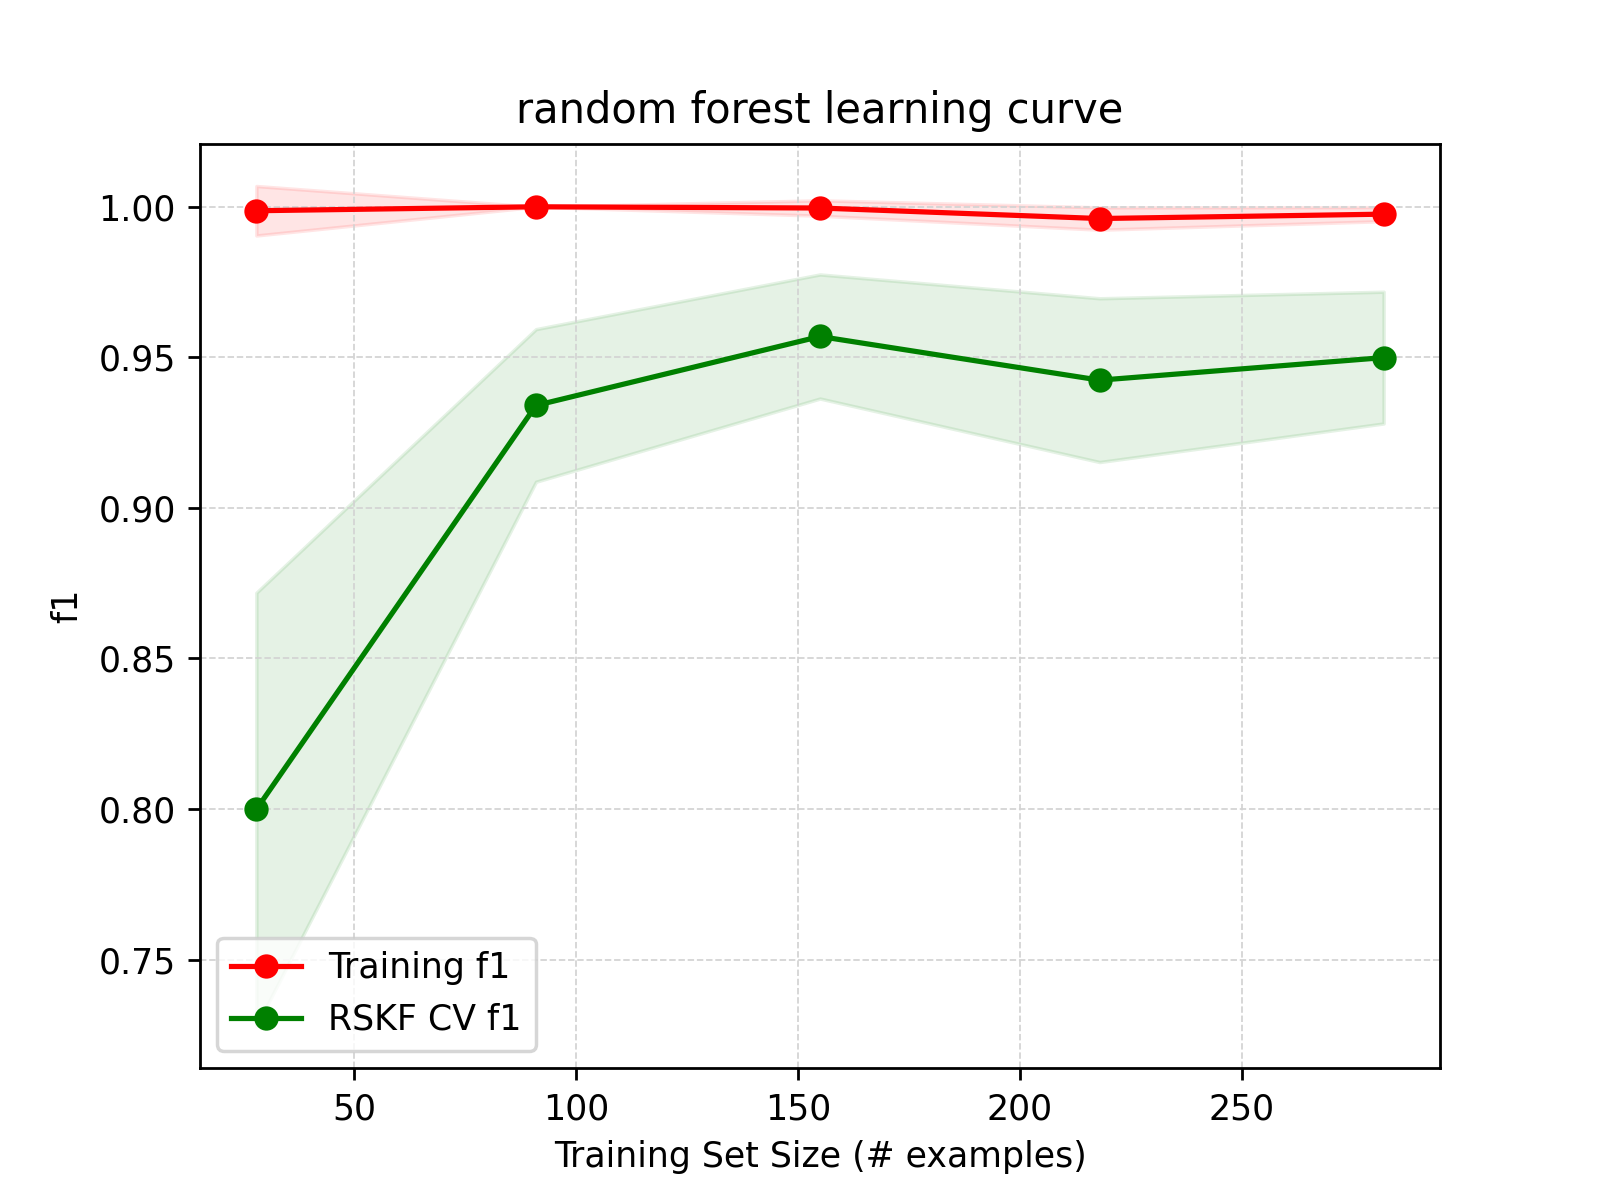 random forest learning curve
1.00
0.95
0.90
0.85
0.80
0.75
f1
Training f1
RSKF CV f1
50 100 150 200 250
Training Set Size (# examples)